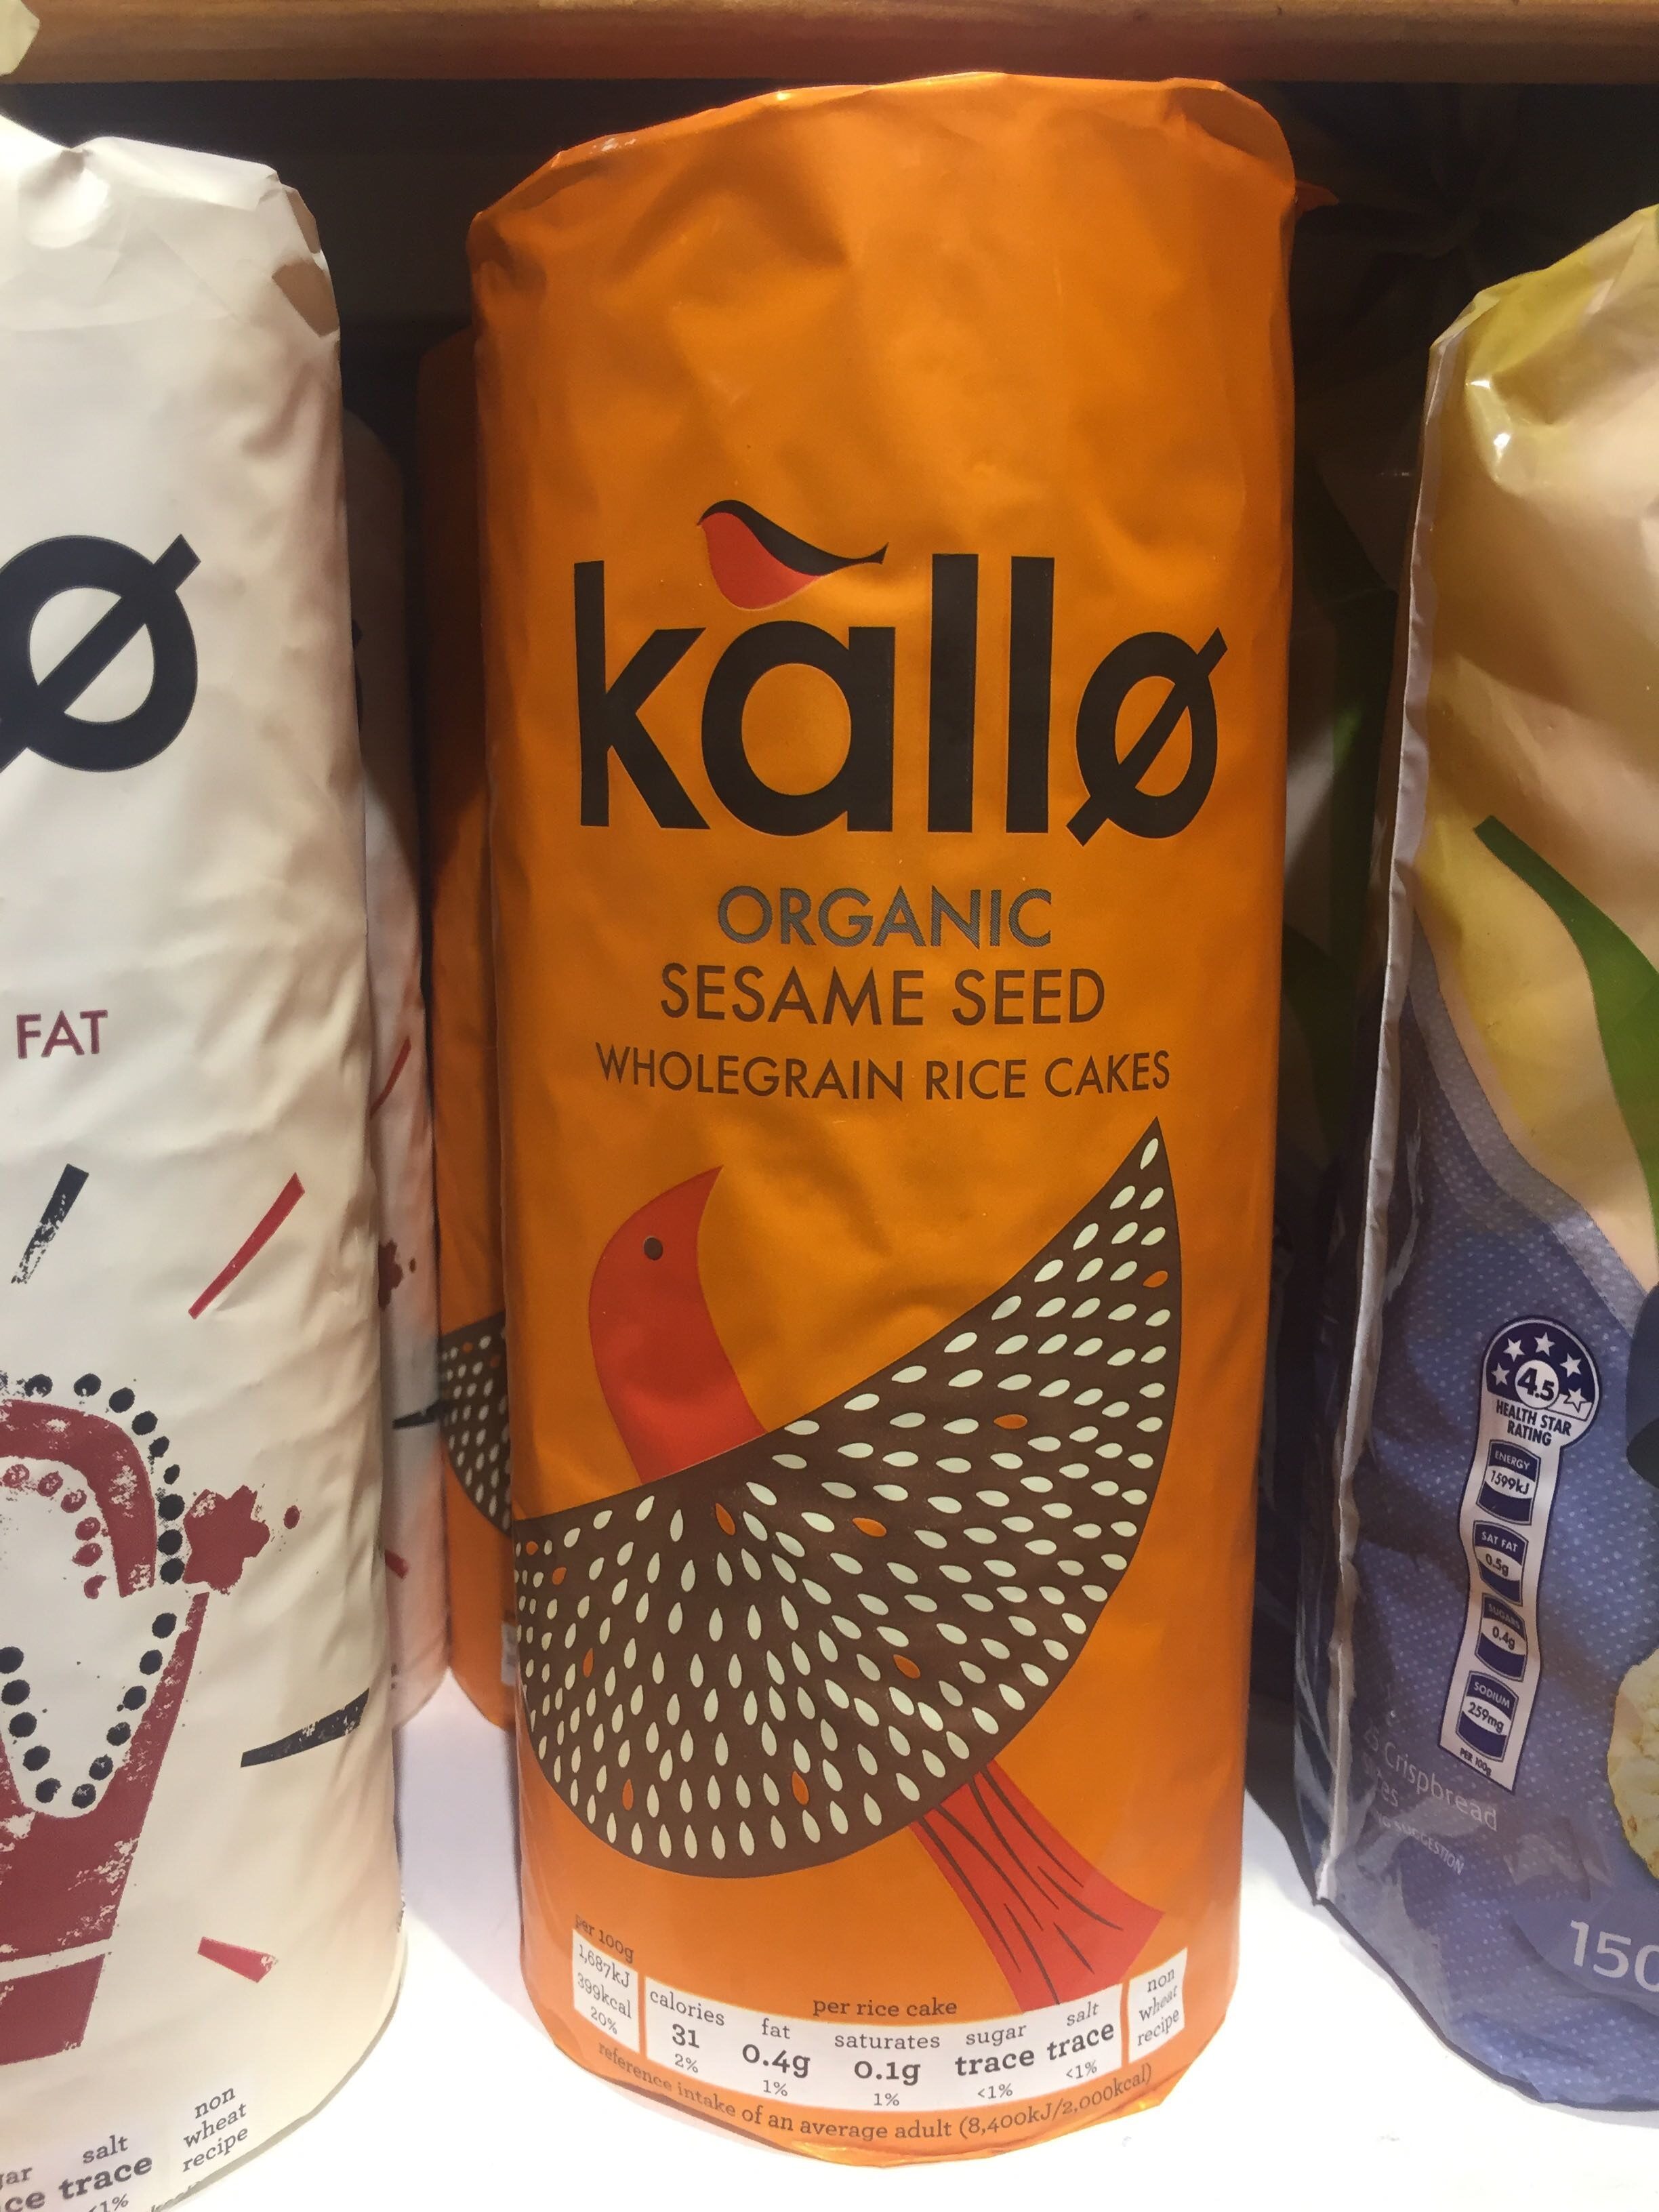 ø
FAT
ar
salt
non
ce
trace
wheat
<1%
recipe
kallø
ORGANIC
SESAME SEED
WHOLEGRAIN RICE CAKES
per 100g
1,687kJ
399kcal
20%
per rice cake
calories
31
2%
fat
0.4g
1%
saturates
0.1g
1%
sugar
trace
<1%
salt
trace
<1%
non
wheat
recipe
reference intake of an average adult (8,400kJ/2,000kcal)
4.5
HEALTH STAR
RATING
ENERGY
1599kJ
SAT FAT
0.5g
SUGARS
0.4g
SODIUM
259mg
PER 100g
Crispbread
SUGGESTION
150